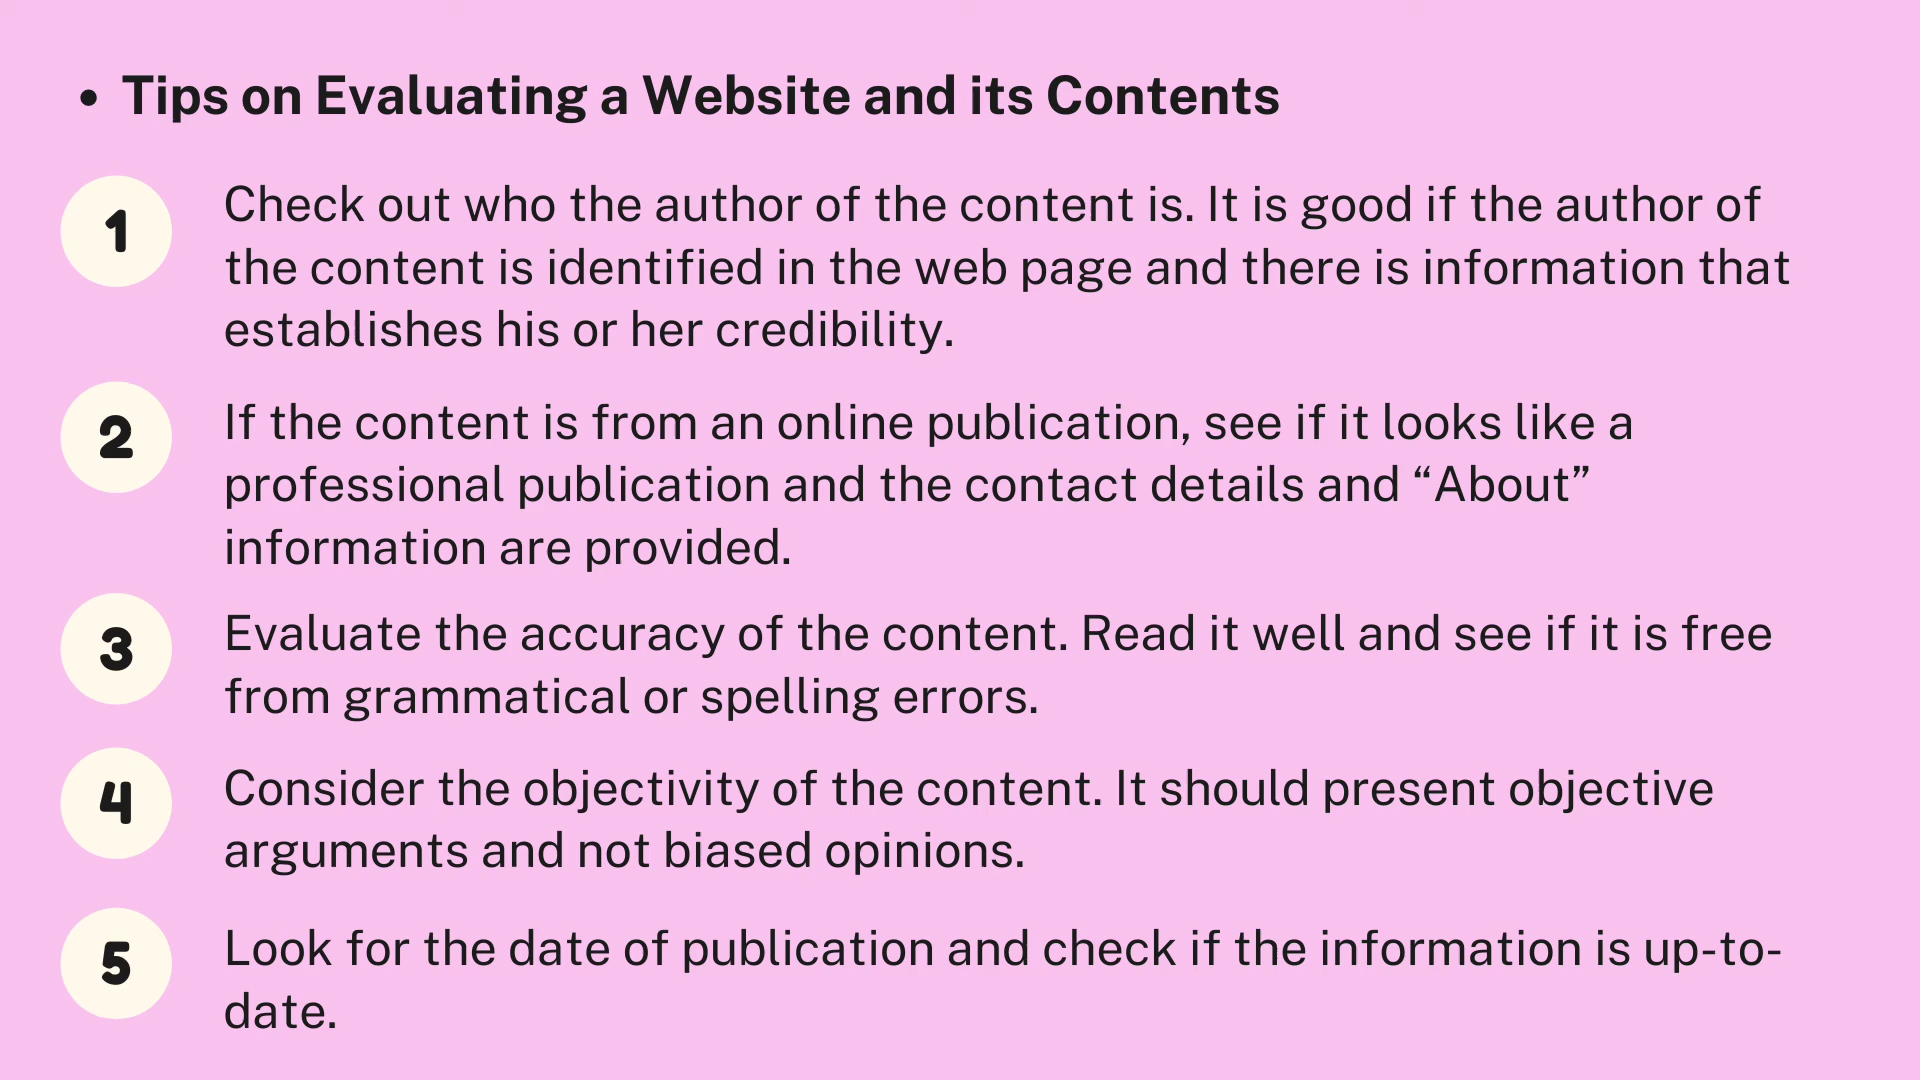 • Tips on Evaluating a Website and its Contents
1
Check out who the author of the content is. It is good if the author of
the content is identified in the web page and there is information that
establishes his or her credibility.
2
If the content is from an online publication, see if it looks like a
professional publication and the contact details and “About”
information are provided.
3
Evaluate the accuracy of the content. Read it well and see if it is free
from grammatical or spelling errors.
4
Consider the objectivity of the content. It should present objective
arguments and not biased opinions.
5
Look for the date of publication and check if the information is up-to-
date.